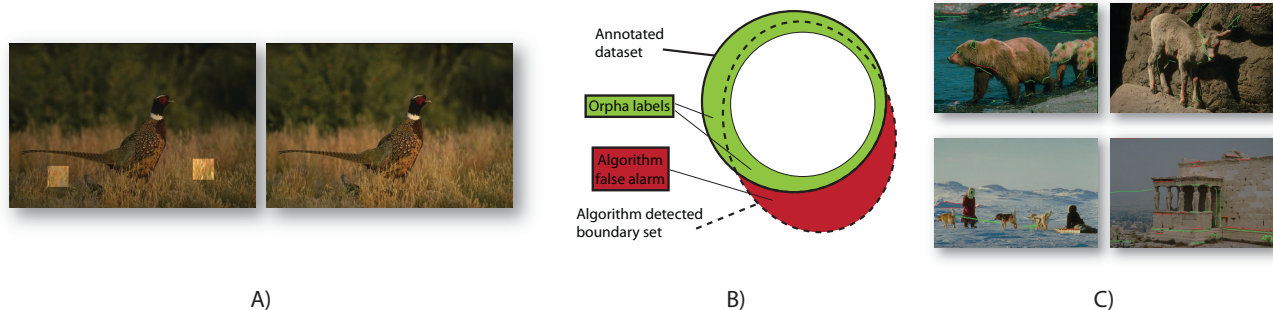 Annotated
dataset
Orpha labels
Algorithm
false alarm
Algorithm detected
boundary set
A)
B)
C)